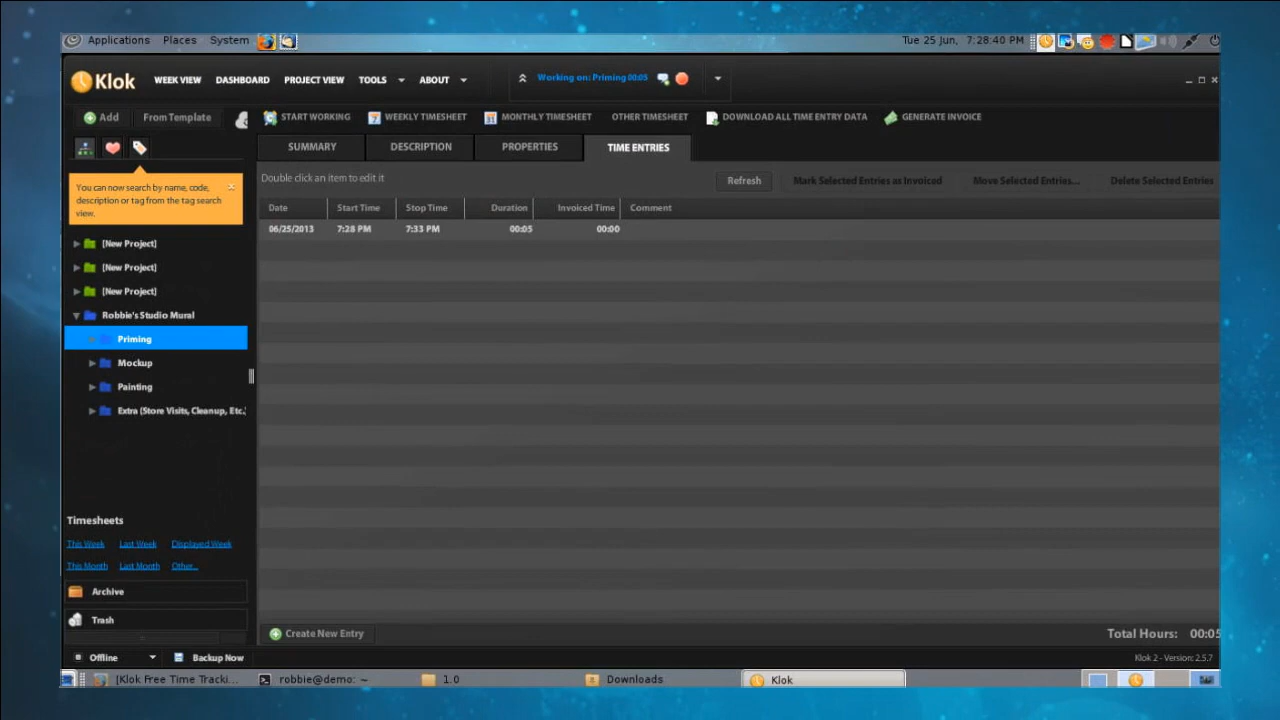 Applications Places System
Tue 25 Jun, 7:28:40 PM
Klok
WEEK VIEW DASHBOARD PROJECT VIEW TOOLS ABOUT
Working on: Priming 00:05
Add From Template
START WORKING WEEKLY TIMESHEET MONTHLY TIMESHEET OTHER TIMESHEET DOWNLOAD ALL TIME ENTRY DATA GENERATE INVOICE
SUMMARY DESCRIPTION PROPERTIES TIME ENTRIES
Double click an item to edit it
Refresh Mark Selected Entries as Invoiced Move Selected Entries... Delete Selected Entries
You can now search by name, code,
description or tag from the tag search
view.
Date Start Time Stop Time Duration Invoiced Time Comment
06/25/2013 7:28 PM 7:33 PM 00:05 00:00
[New Project]
[New Project]
[New Project]
Robbie's Studio Mural
Priming
Mockup
Painting
Extra (Store Visits, Cleanup, Etc.)
Timesheets
This Week Last Week Displayed Week
This Month Last Month Other...
Archive
Trash
Create New Entry
Total Hours: 00:05
Offline Backup Now
Klok 2 - Version: 2.5.7
[Klok Free Time Tracki... robbie@demo: ~ 1.0 Downloads Klok